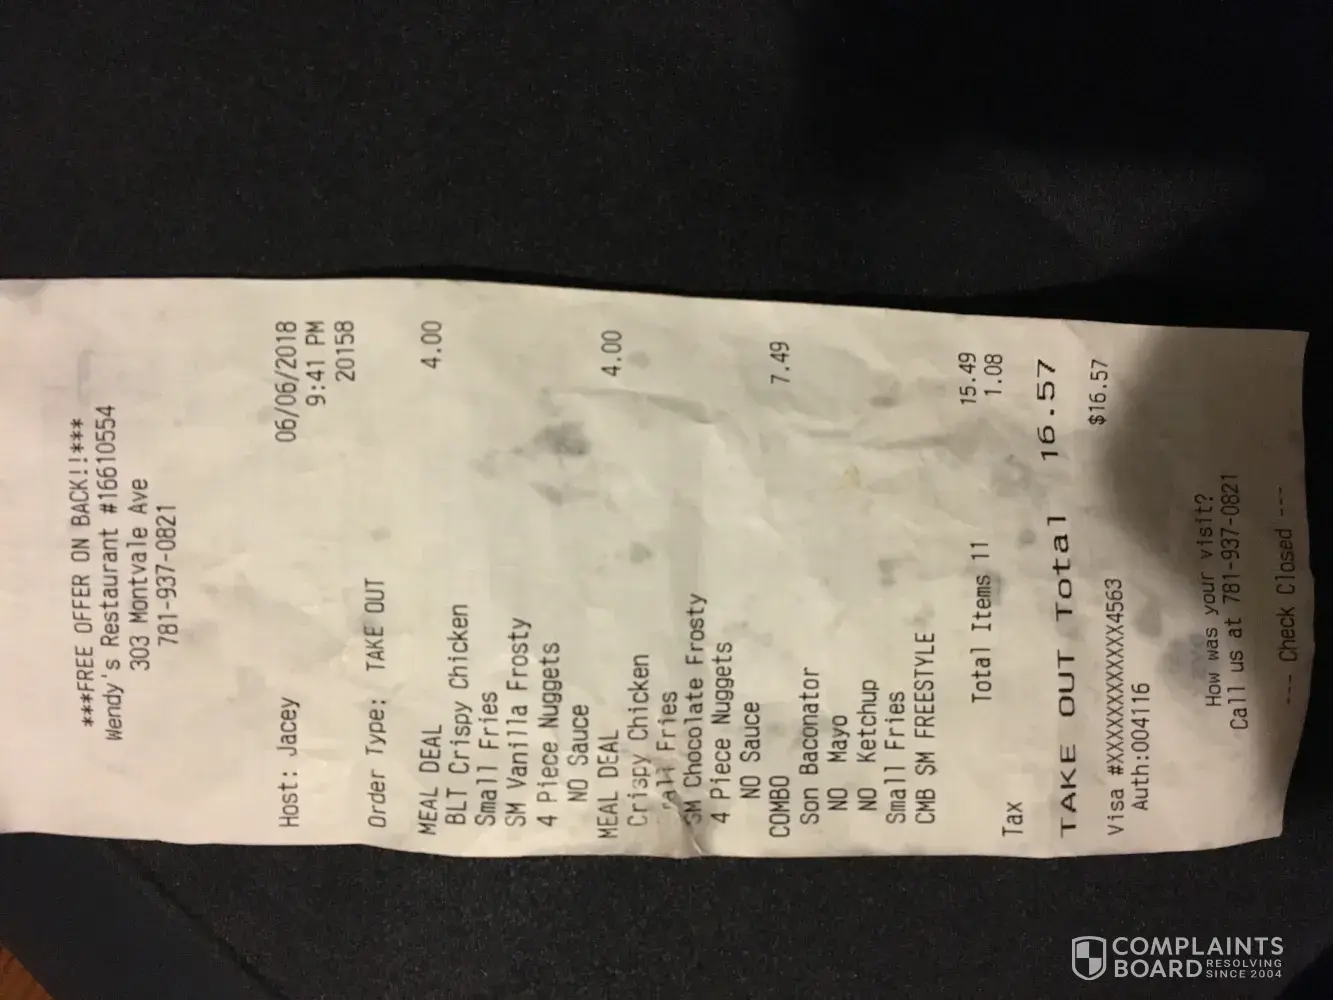 ***FREE OFFER ON BACK!!***
Wendy's Restaurant #16610554
303 Montvale Ave
781-937-0821
Host: Jacey 06/06/2018
9:41 PM
20158
Order Type: TAKE OUT
MEAL DEAL 4.00
BLT Crispy Chicken
Small Fries
SM Vanilla Frosty
4 Piece Nuggets
NO Sauce
MEAL DEAL 4.00
Crispy Chicken
Fries
SM Chocolate Frosty
4 Piece Nuggets
NO Sauce
COMBO 7.49
Son Baconator
NO Mayo
NO Ketchup
Small Fries
CMB SM FREESTYLE
Total Items 11 15.49
Tax 1.08
TAKE OUT Total 16.57
Visa #XXXXXXXXXXXX4563 $16.57
Auth:004116
How was your visit?
Call us at 781-937-0821
--- Check Closed ---
COMPLAINTS
BOARD RESOLVING
SINCE 2004